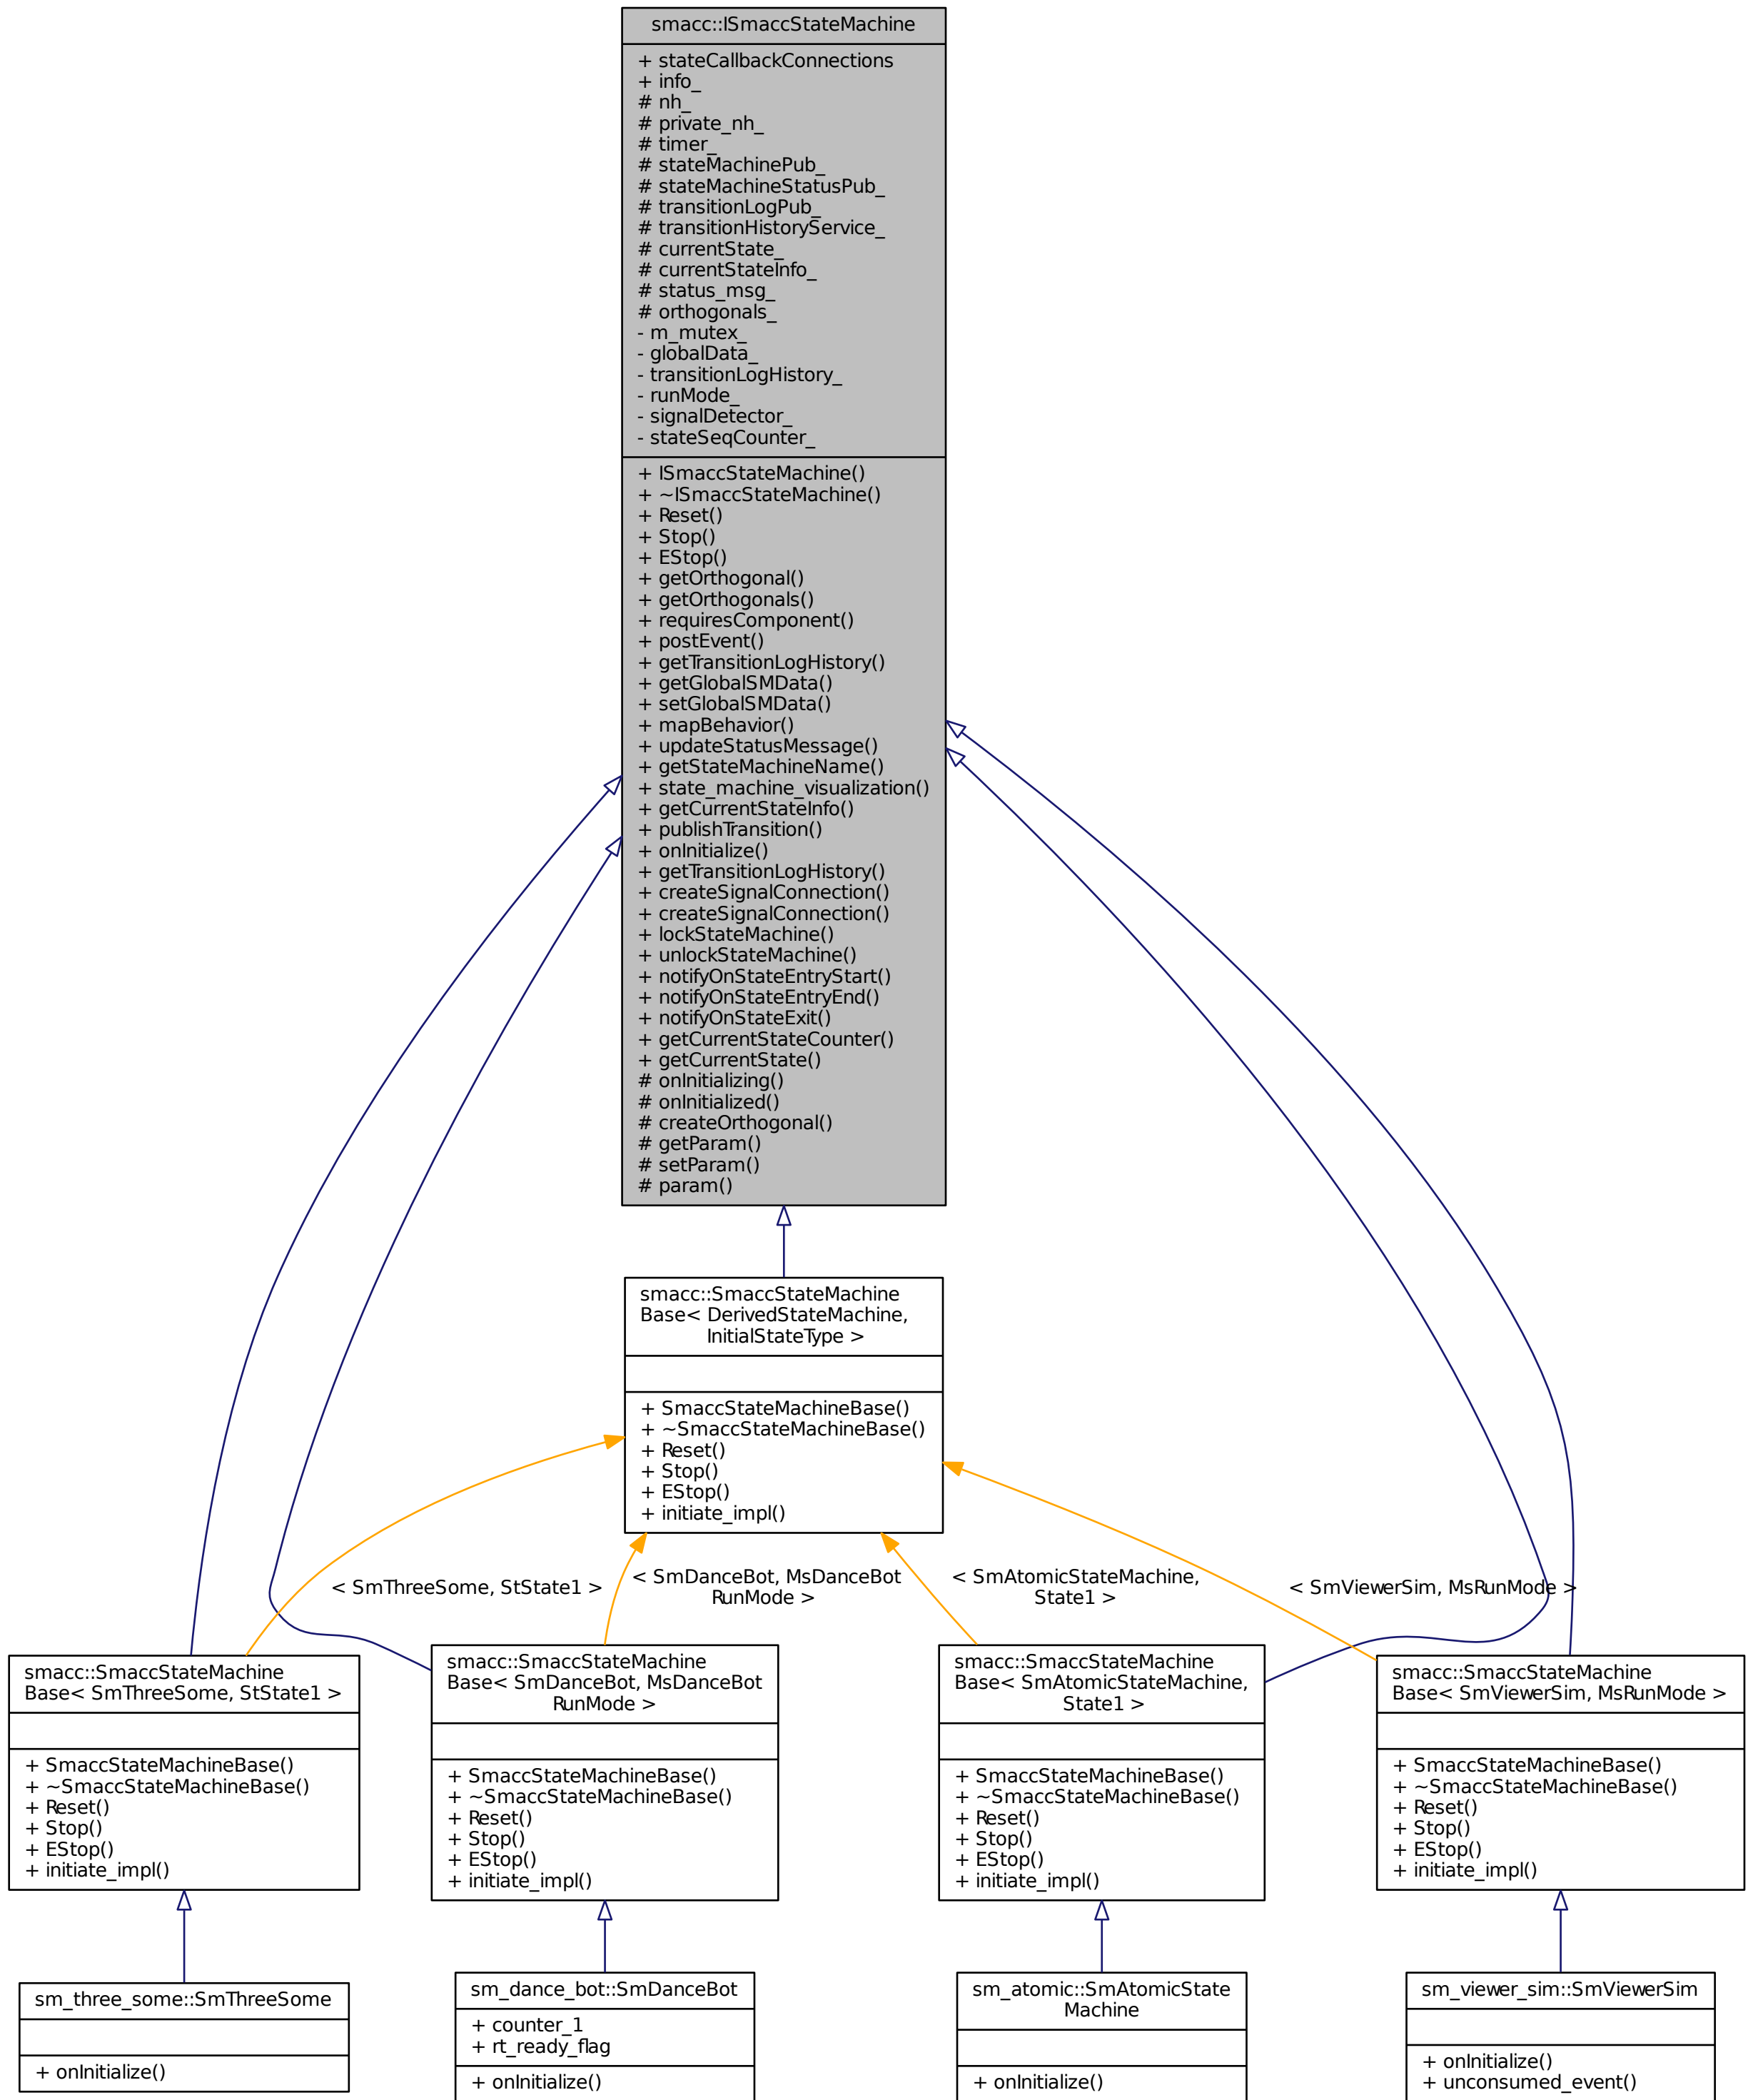 smacc::ISmaccStateMachine
+ stateCallbackConnections
+ info_
# nh_
# private_nh_
# timer_
# stateMachinePub_
# stateMachineStatusPub_
# transitionLogPub_
# transitionHistoryService_
# currentState_
# currentStateInfo_
# status_msg_
# orthogonals_
- m_mutex_
- globalData_
- transitionLogHistory_
- runMode_
- signalDetector_
- stateSeqCounter_
+ ISmaccStateMachine()
+ ~ISmaccStateMachine()
+ Reset()
+ Stop()
+ EStop()
+ getOrthogonal()
+ getOrthogonals()
+ requiresComponent()
+ postEvent()
+ getTransitionLogHistory()
+ getGlobalSMData()
+ setGlobalSMData()
+ mapBehavior()
+ updateStatusMessage()
+ getStateMachineName()
+ state_machine_visualization()
+ getCurrentStateInfo()
+ publishTransition()
+ onInitialize()
+ getTransitionLogHistory()
+ createSignalConnection()
+ createSignalConnection()
+ lockStateMachine()
+ unlockStateMachine()
+ notifyOnStateEntryStart()
+ notifyOnStateEntryEnd()
+ notifyOnStateExit()
+ getCurrentStateCounter()
+ getCurrentState()
# onInitializing()
# onInitialized()
# createOrthogonal()
# getParam()
# setParam()
# param()
smacc::SmaccStateMachine
Base< DerivedStateMachine,
InitialStateType >
+ SmaccStateMachineBase()
+ ~SmaccStateMachineBase()
+ Reset()
+ Stop()
+ EStop()
+ initiate_impl()
< SmThreeSome, StState1 >
< SmDanceBot, MsDanceBot
RunMode >
< SmAtomicStateMachine,
State1 >
< SmViewerSim, MsRunMode >
smacc::SmaccStateMachine
Base< SmThreeSome, StState1 >
+ SmaccStateMachineBase()
+ ~SmaccStateMachineBase()
+ Reset()
+ Stop()
+ EStop()
+ initiate_impl()
smacc::SmaccStateMachine
Base< SmDanceBot, MsDanceBot
RunMode >
+ SmaccStateMachineBase()
+ ~SmaccStateMachineBase()
+ Reset()
+ Stop()
+ EStop()
+ initiate_impl()
smacc::SmaccStateMachine
Base< SmAtomicStateMachine,
State1 >
+ SmaccStateMachineBase()
+ ~SmaccStateMachineBase()
+ Reset()
+ Stop()
+ EStop()
+ initiate_impl()
smacc::SmaccStateMachine
Base< SmViewerSim, MsRunMode >
+ SmaccStateMachineBase()
+ ~SmaccStateMachineBase()
+ Reset()
+ Stop()
+ EStop()
+ initiate_impl()
sm_three_some::SmThreeSome
+ onInitialize()
sm_dance_bot::SmDanceBot
+ counter_1
+ rt_ready_flag
+ onInitialize()
sm_atomic::SmAtomicState
Machine
+ onInitialize()
sm_viewer_sim::SmViewerSim
+ onInitialize()
+ unconsumed_event()